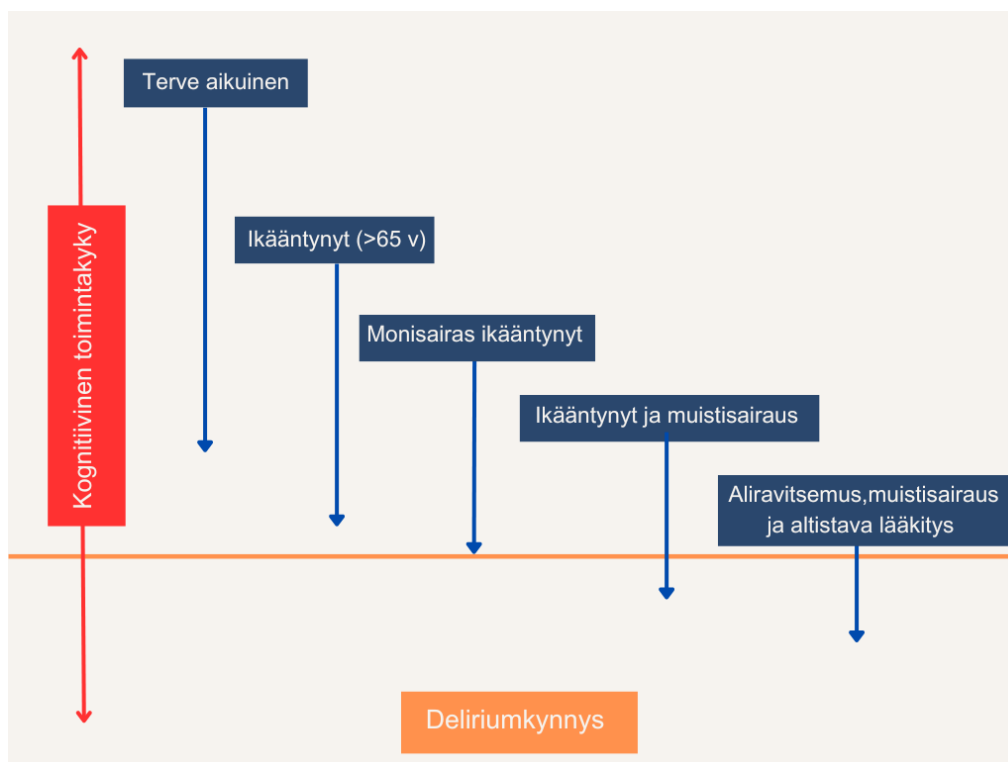 Terve aikuinen
Kognitiivinen toimintakyky
Ikääntynyt (>65 v)
Monisairas ikääntynyt
Ikääntynyt ja muistisairaus
Aliravitsemus,muistisairaus
ja altistava lääkitys
Deliriumkynnys